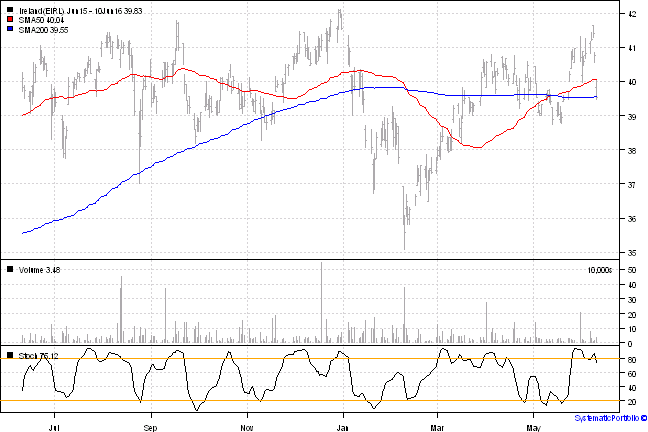 Ireland(EIRL) Jun15 - 10Jun16 39.83
SMA50 40.04
SMA200 39.55
42
41
40
39
38
37
36
35
Volume 3.48
10,000s
50
40
30
20
10
0
Stoch 75.12
80
60
40
20
Jul
Sep
Nov
Jan
Mar
May
SystematicPortfolio ©